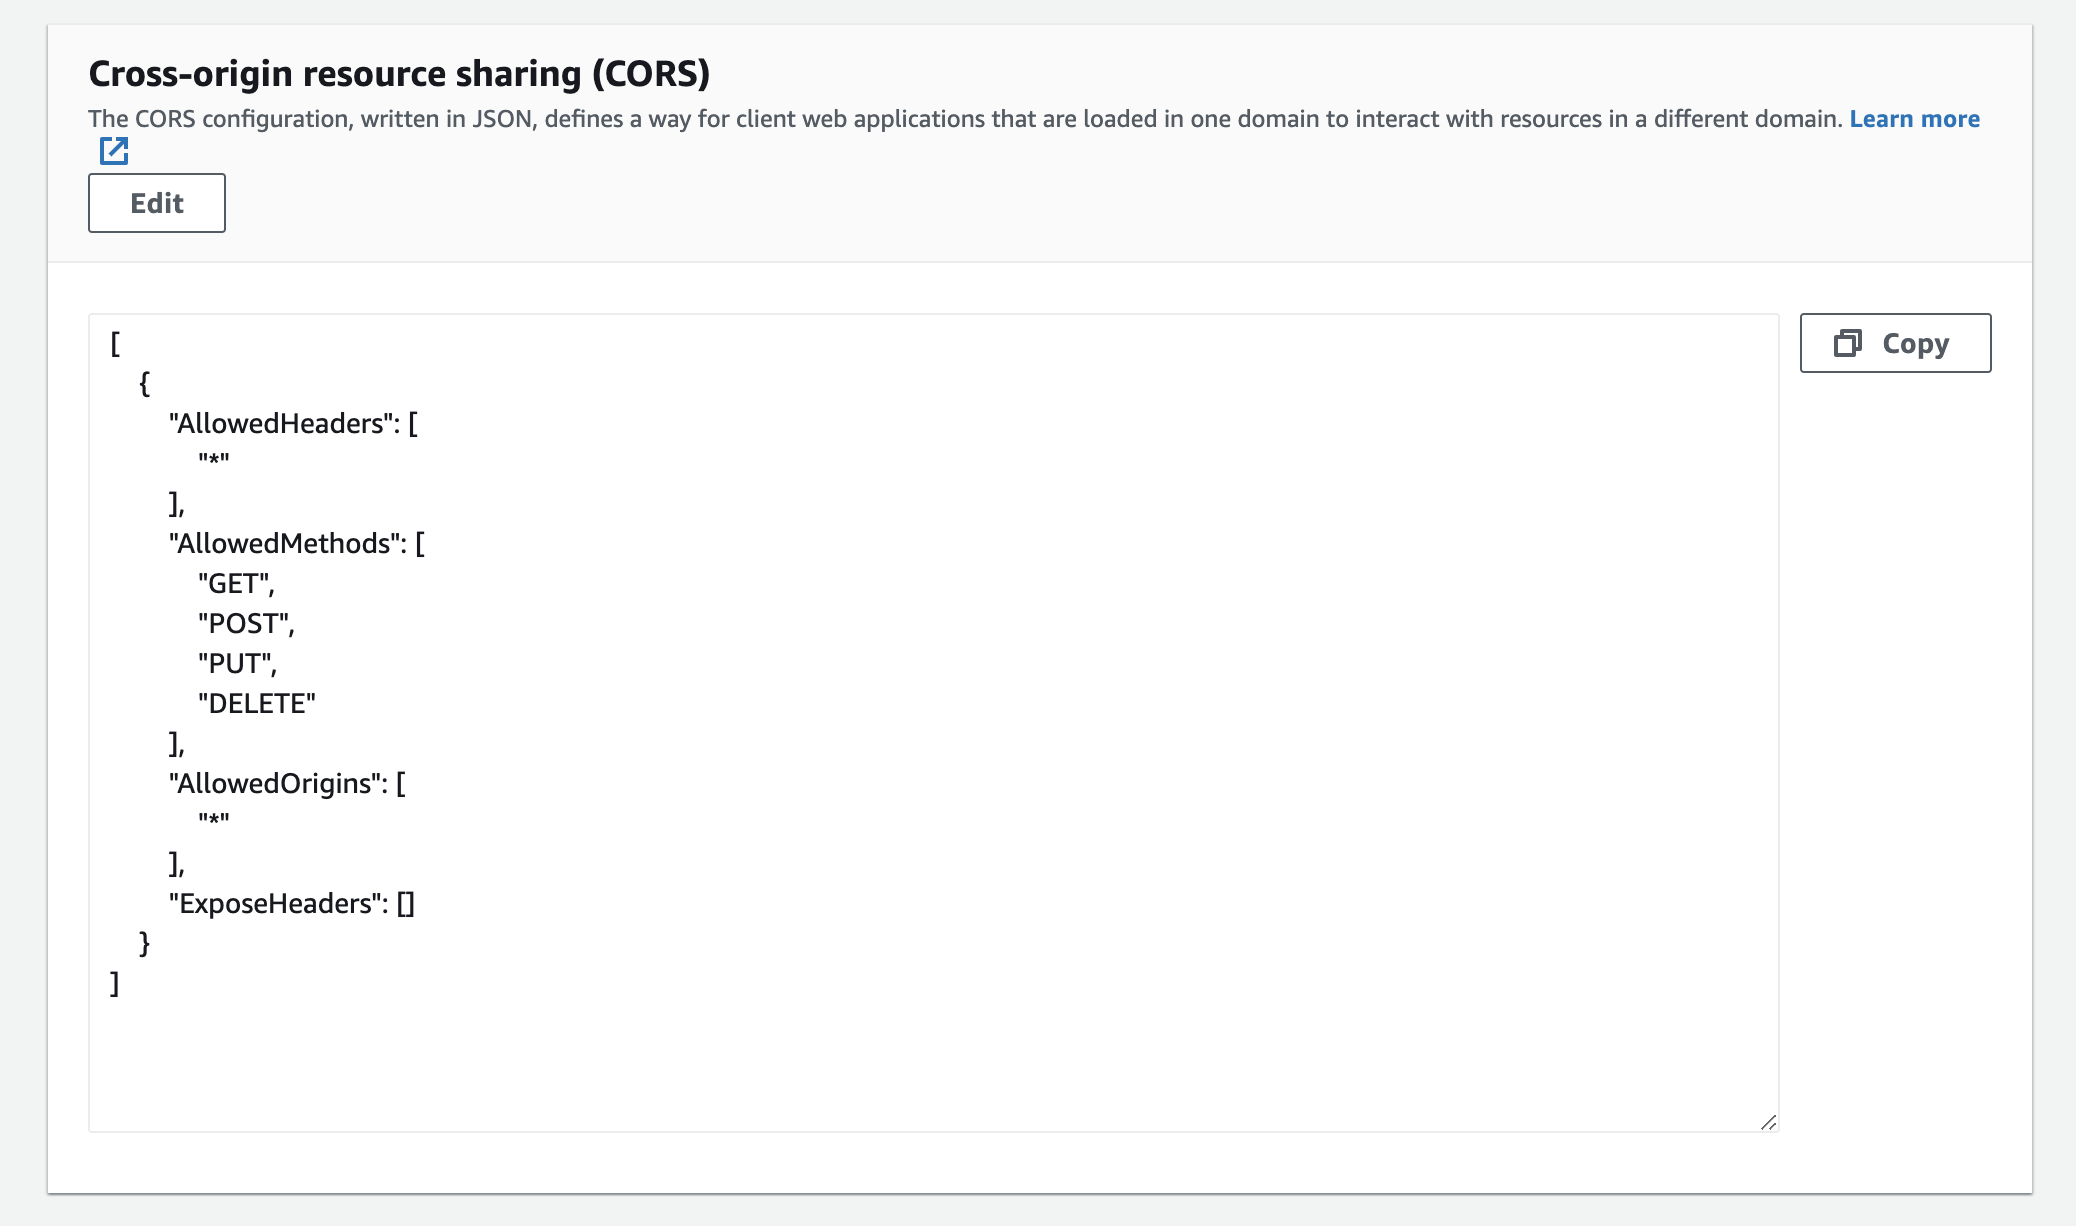 Cross-origin resource sharing (CORS)
The CORS configuration, written in JSON, defines a way for client web applications that are loaded in one domain to interact with resources in a different domain. Learn more
Edit
[
{
"AllowedHeaders": [
"*"
],
"AllowedMethods": [
"GET",
"POST",
"PUT",
"DELETE"
],
"AllowedOrigins": [
"*"
],
"ExposeHeaders": []
}
]
Copy